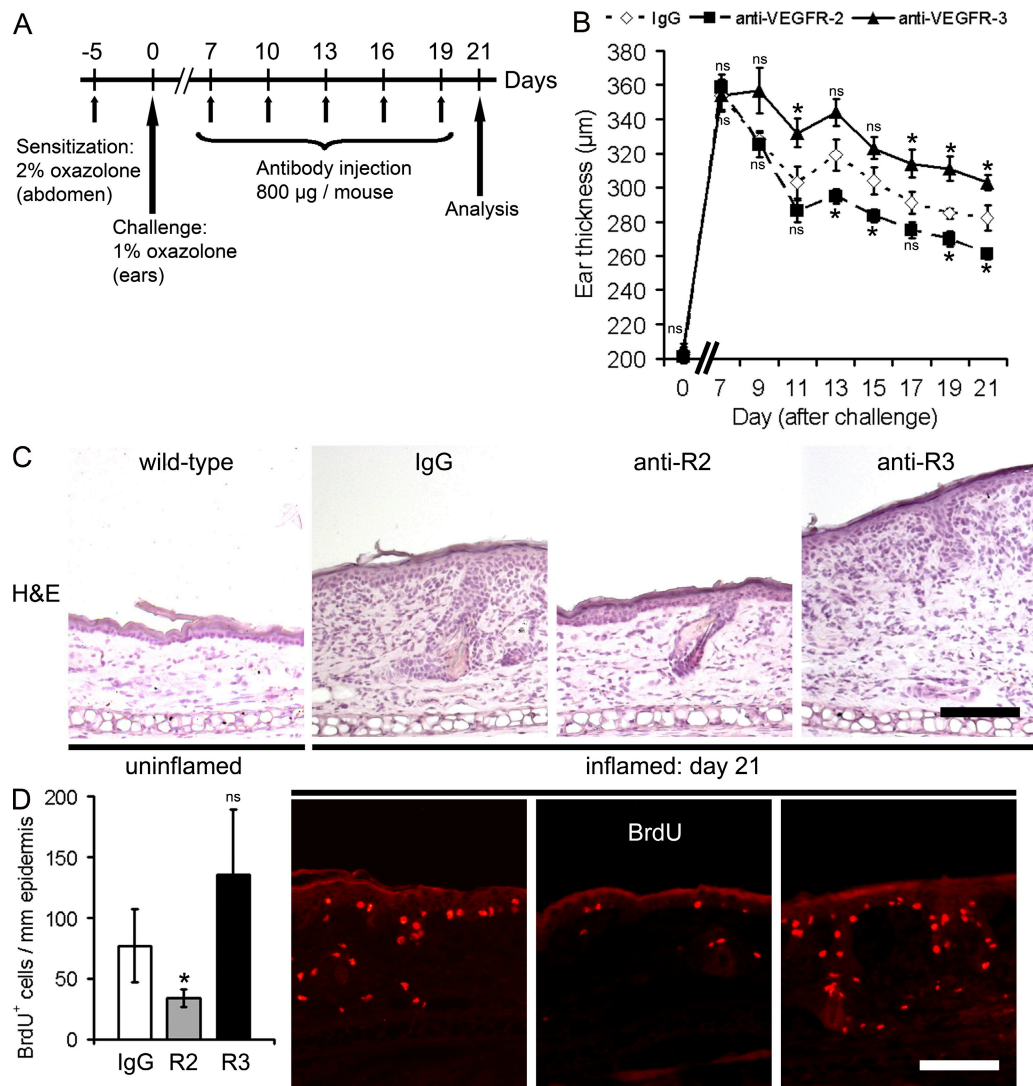 A
-5 0 7 10 13 16 19 21 Days
Sensitization:
2% oxazolone
(abdomen)
Challenge:
1% oxazolone
(ears)
Antibody injection
800 µg / mouse
Analysis
B
IgG anti-VEGFR-2 anti-VEGFR-3
Ear thickness (µm)
380
360
340
320
300
280
260
240
220
200
ns
ns
ns
ns
ns
*
ns
ns
*
ns
*
*
ns
*
*
*
*
*
0 7 9 11 13 15 17 19 21
Day (after challenge)
C
wild-type IgG anti-R2 anti-R3
H&E
uninflamed inflamed: day 21
D
BrdU⁺ cells / mm epidermis
200
150
100
50
0
*
ns
IgG R2 R3
BrdU